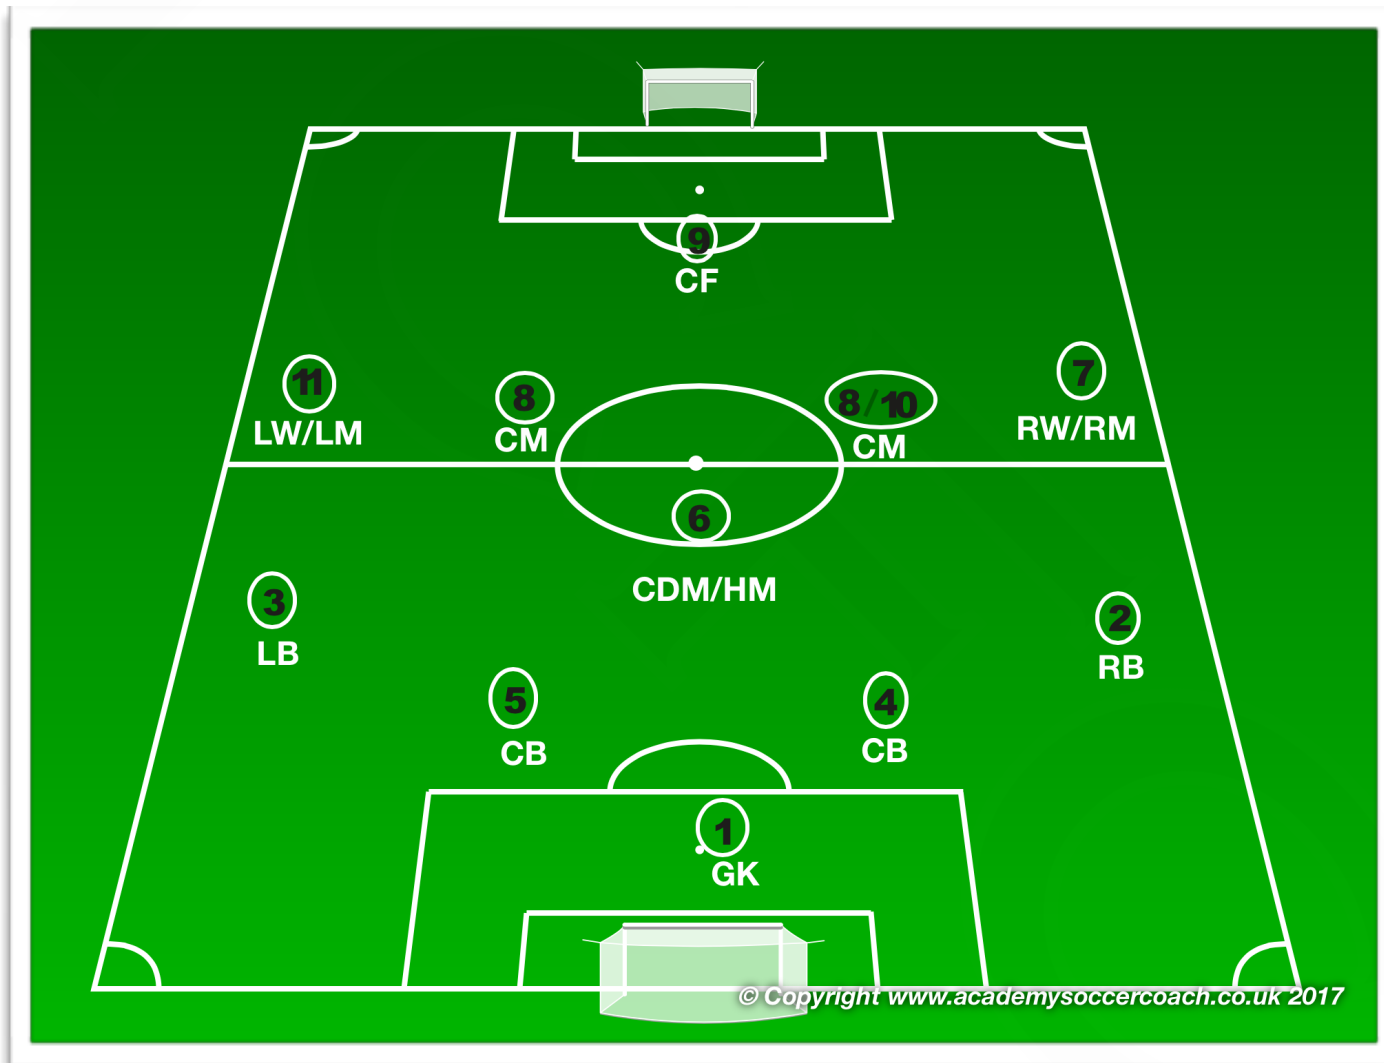 9
CF
11
LW/LM
8
CM
8/10
CM
7
RW/RM
6
CDM/HM
3
LB
2
RB
5
CB
4
CB
1
GK
© Copyright www.academysoccercoach.co.uk 2017